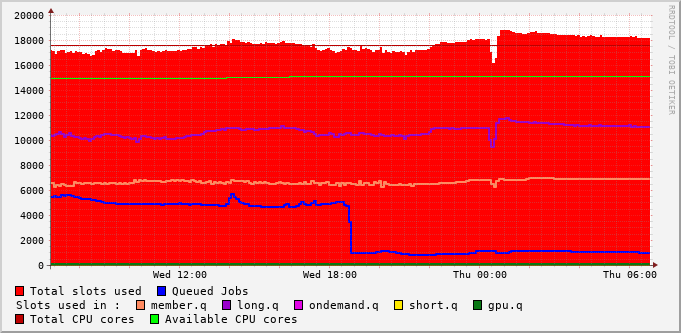 20000
18000
16000
14000
12000
10000
8000
6000
4000
2000
0
Wed 12:00 Wed 18:00 Thu 00:00 Thu 06:00
Total slots used Queued Jobs
Slots used in : member.q long.q ondemand.q short.q gpu.q
Total CPU cores Available CPU cores
RRDTOOL / TOBI OETIKER